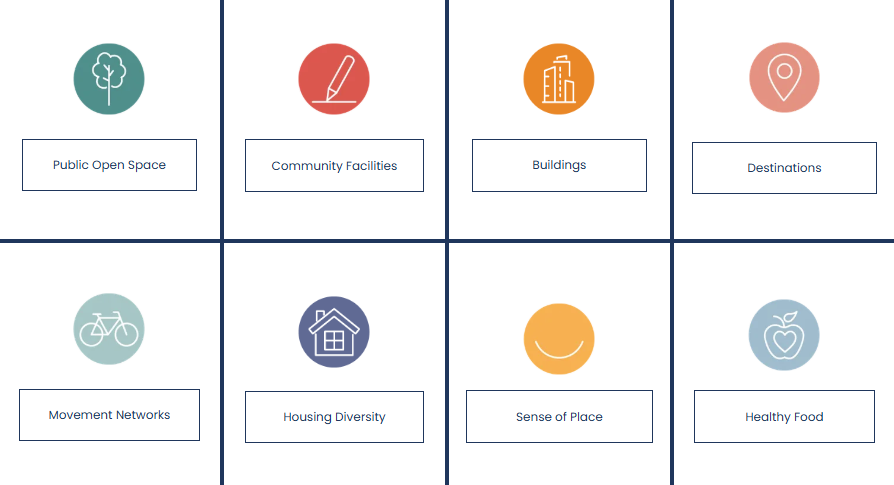 Public Open Space
Community Facilities
Buildings
Destinations
Movement Networks
Housing Diversity
Sense of Place
Healthy Food